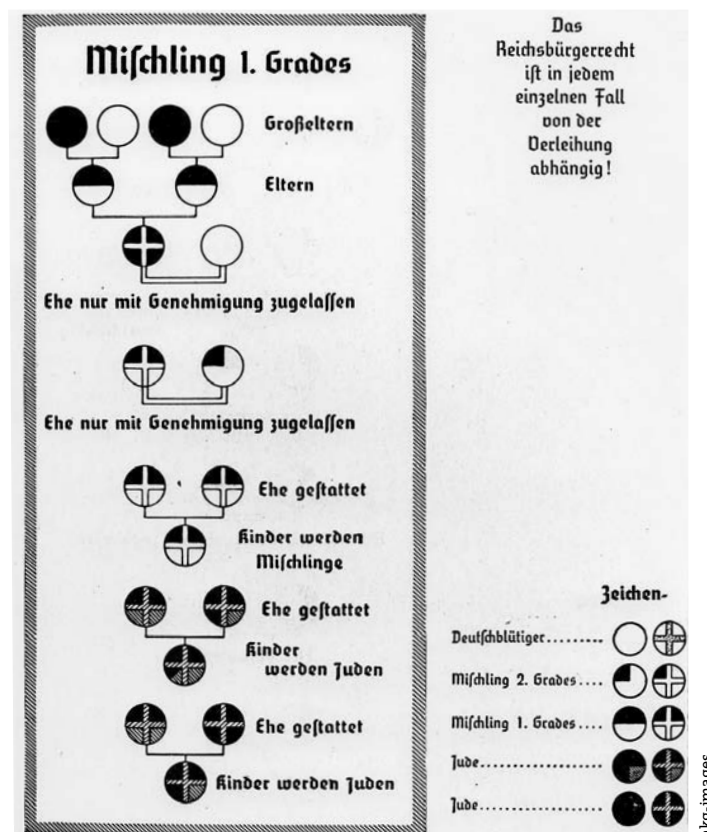 Miſchling 1. Grades
Großeltern
Eltern
Ehe nur mit Genehmigung zugelaſſen
Ehe nur mit Genehmigung zugelaſſen
Ehe geſtattet
Kinder werden
Miſchlinge
Ehe geſtattet
Kinder
werden Juden
Ehe geſtattet
Kinder werden Juden
Das
Reichsbürgerrecht
iſt in jedem
einzelnen Fall
von der
Verleihung
abhängig!
Zeichen-
Deutſchblütiger........
Miſchling 2. Grades....
Miſchling 1. Grades....
Jude..................
Jude..................
akg-images